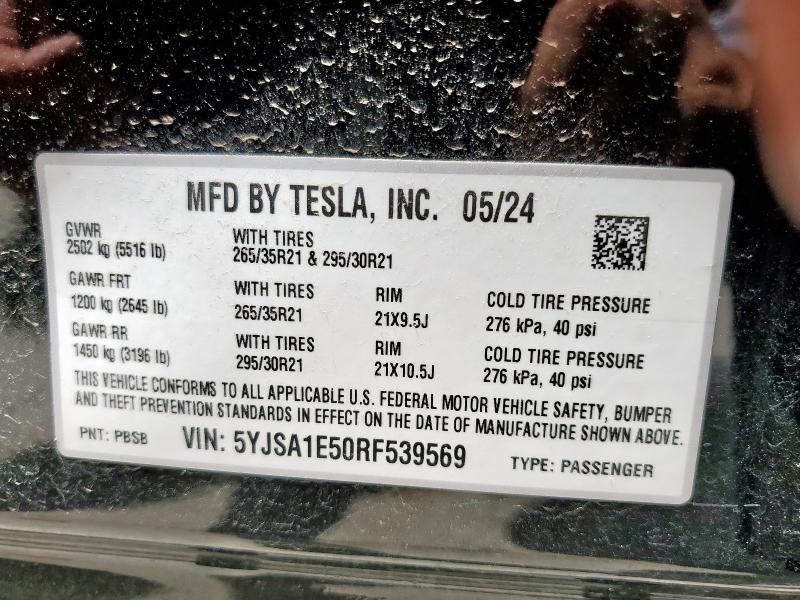 MFD BY TESLA, INC. 05/24
GVWR
2502 kg (5516 lb)
WITH TIRES
265/35R21 & 295/30R21
GAWR FRT
1200 kg (2645 lb)
WITH TIRES
265/35R21
RIM
21X9.5J
COLD TIRE PRESSURE
276 kPa, 40 psi
GAWR RR
1450 kg (3196 lb)
WITH TIRES
295/30R21
RIM
21X10.5J
COLD TIRE PRESSURE
276 kPa, 40 psi
THIS VEHICLE CONFORMS TO ALL APPLICABLE U.S. FEDERAL MOTOR VEHICLE SAFETY, BUMPER
AND THEFT PREVENTION STANDARDS IN EFFECT ON THE DATE OF MANUFACTURE SHOWN ABOVE.
PNT: PBSB VIN: 5YJSA1E50RF539569 TYPE: PASSENGER